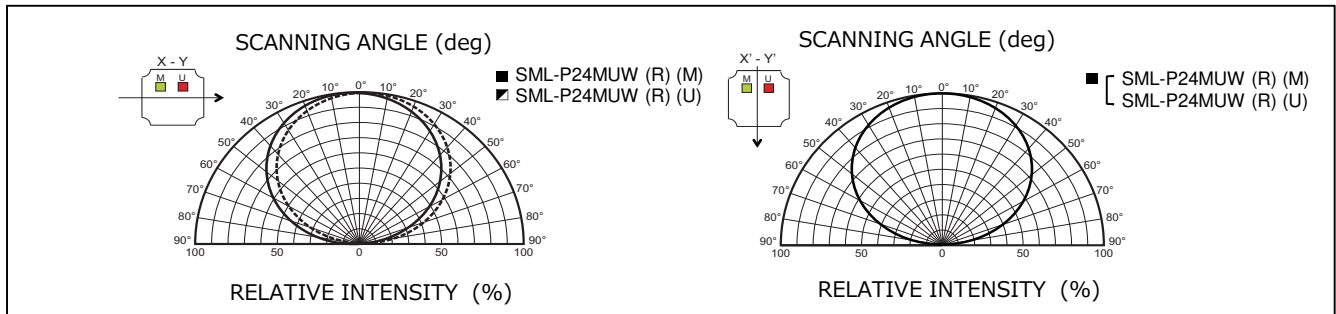 SCANNING ANGLE (deg)
X - Y
M U
SML-P24MUW (R) (M)
SML-P24MUW (R) (U)
0°
10° 10°
20° 20°
30° 30°
40° 40°
50° 50°
60° 60°
70° 70°
80° 80°
90° 90°
100 50 0 50 100
RELATIVE INTENSITY (%)
SCANNING ANGLE (deg)
X' - Y'
M U
SML-P24MUW (R) (M)
SML-P24MUW (R) (U)
0°
10° 10°
20° 20°
30° 30°
40° 40°
50° 50°
60° 60°
70° 70°
80° 80°
90° 90°
100 50 0 50 100
RELATIVE INTENSITY (%)